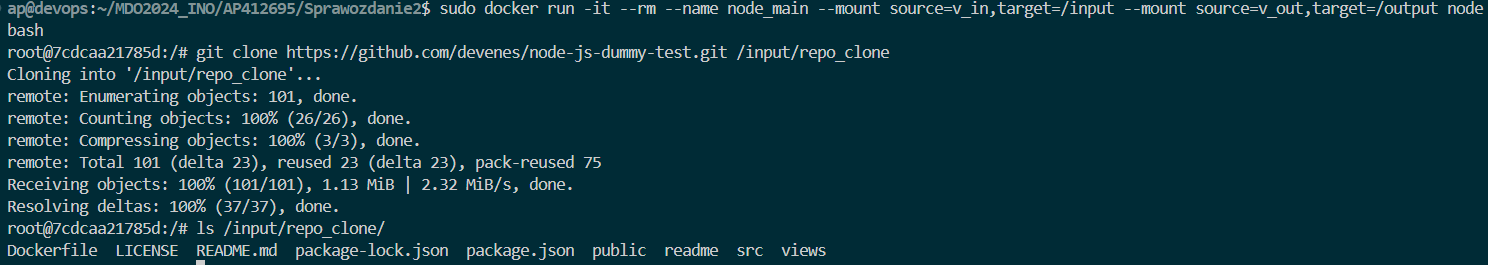 ap@devops:~/MDO2024_INO/AP412695/Sprawozdanie2$ sudo docker run -it --rm --name node_main --mount source=v_in,target=/input --mount source=v_out,target=/output node
bash
root@7cdcaa21785d:/# git clone https://github.com/devenes/node-js-dummy-test.git /input/repo_clone
Cloning into '/input/repo_clone'...
remote: Enumerating objects: 101, done.
remote: Counting objects: 100% (26/26), done.
remote: Compressing objects: 100% (3/3), done.
remote: Total 101 (delta 23), reused 23 (delta 23), pack-reused 75
Receiving objects: 100% (101/101), 1.13 MiB | 2.32 MiB/s, done.
Resolving deltas: 100% (37/37), done.
root@7cdcaa21785d:/# ls /input/repo_clone/
Dockerfile  LICENSE  README.md  package-lock.json  package.json  public  readme  src  views